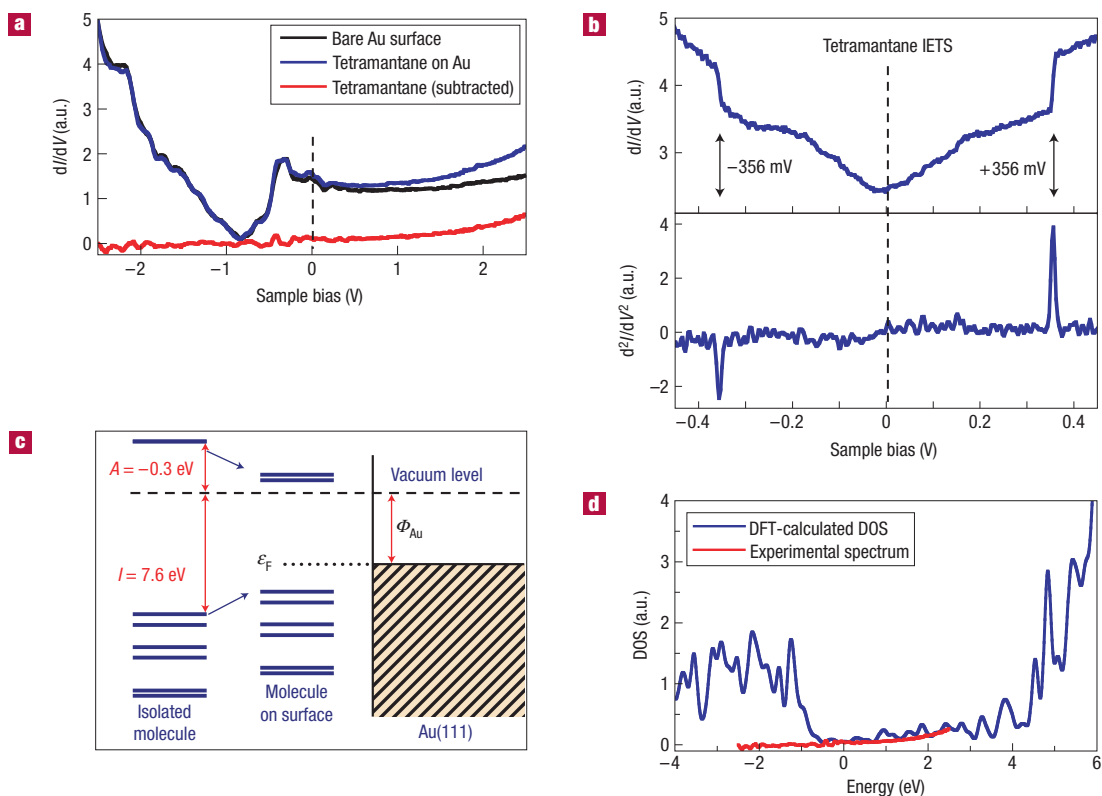 a
5
4
3
2
1
0
dI/dV (a.u.)
Bare Au surface
Tetramantane on Au
Tetramantane (subtracted)
−2
−1
0
1
2
Sample bias (V)
b
5
4
3
dI/dV (a.u.)
Tetramantane IETS
−356 mV
+356 mV
4
2
0
−2
d²I/dV² (a.u.)
−0.4
−0.2
0
0.2
0.4
Sample bias (V)
c
A = −0.3 eV
Vacuum level
Φ_Au
ε_F
I = 7.6 eV
Isolated
molecule
Molecule
on surface
Au(111)
d
4
3
2
1
0
DOS (a.u.)
DFT-calculated DOS
Experimental spectrum
−4
−2
0
2
4
6
Energy (eV)